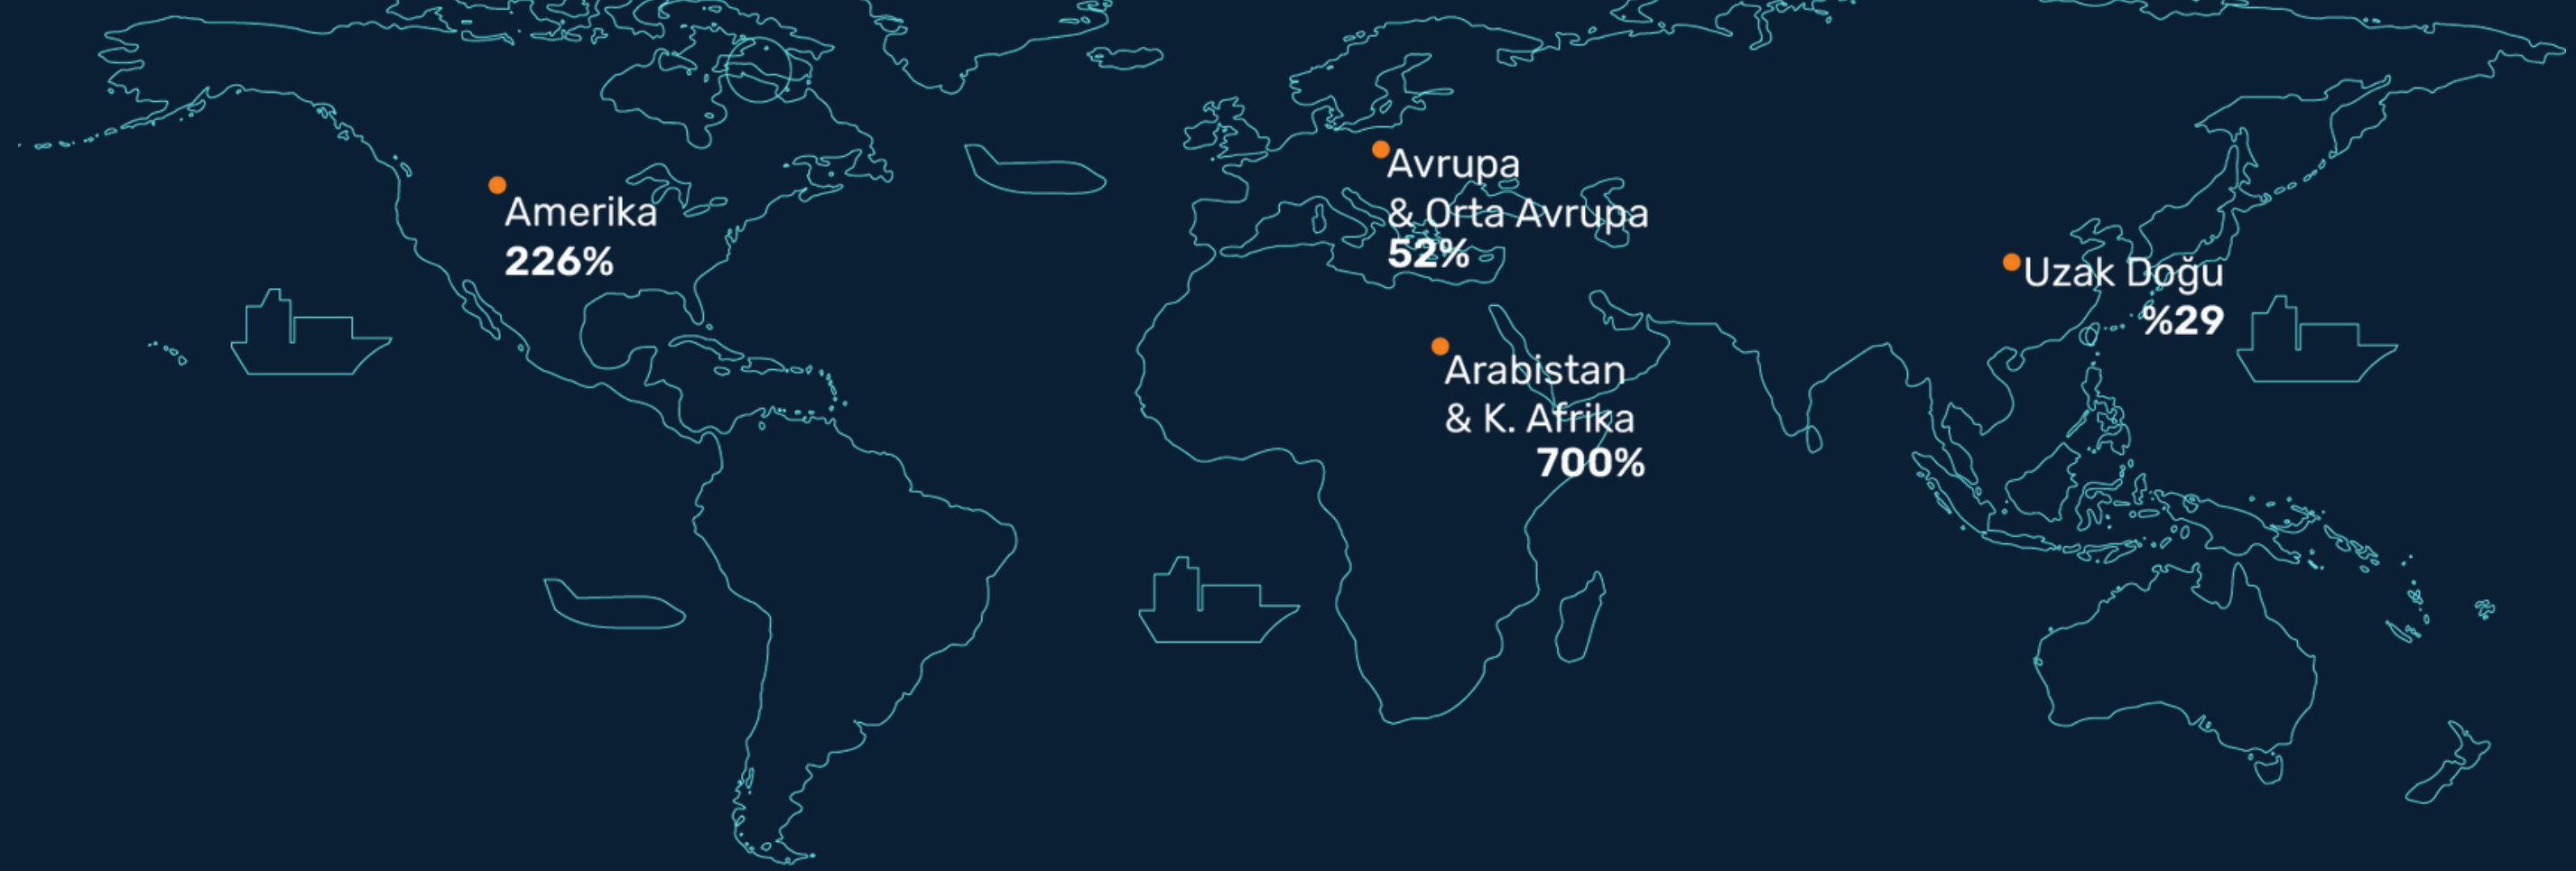 Amerika
226%
Avrupa
& Orta Avrupa
52%
Uzak Doğu
%29
Arabistan
& K. Afrika
700%